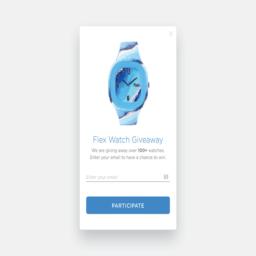 Flex Watch Giveaway
We are giving away over 100+ watches.
Enter your email to have a chance to win.
Enter your email
PARTICIPATE